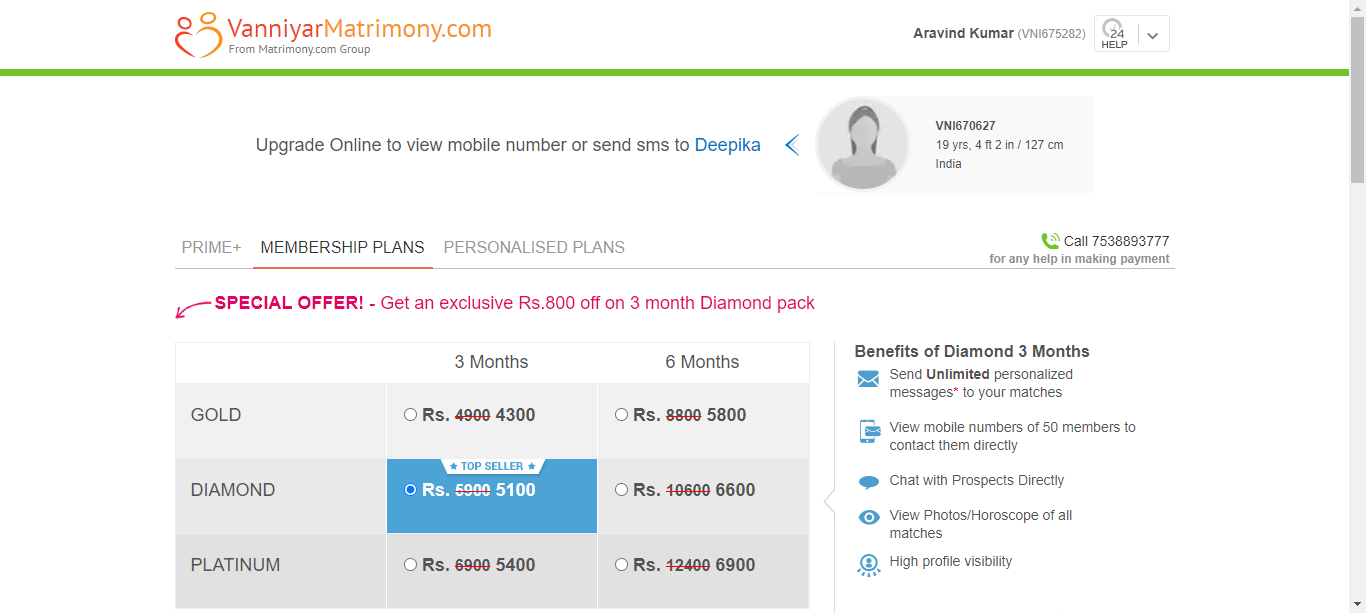 VanniyarMatrimony.com
From Matrimony.com Group
Aravind Kumar (VNI675282)
24
HELP
Upgrade Online to view mobile number or send sms to Deepika
VNI670627
19 yrs, 4 ft 2 in / 127 cm
India
PRIME+ MEMBERSHIP PLANS PERSONALISED PLANS
Call 7538893777
for any help in making payment
SPECIAL OFFER! - Get an exclusive Rs.800 off on 3 month Diamond pack
3 Months 6 Months
GOLD Rs. 4900 4300 Rs. 8800 5800
TOP SELLER
DIAMOND Rs. 5900 5100 Rs. 10600 6600
PLATINUM Rs. 6900 5400 Rs. 12400 6900
Benefits of Diamond 3 Months
Send Unlimited personalized
messages* to your matches
View mobile numbers of 50 members to
contact them directly
Chat with Prospects Directly
View Photos/Horoscope of all
matches
High profile visibility